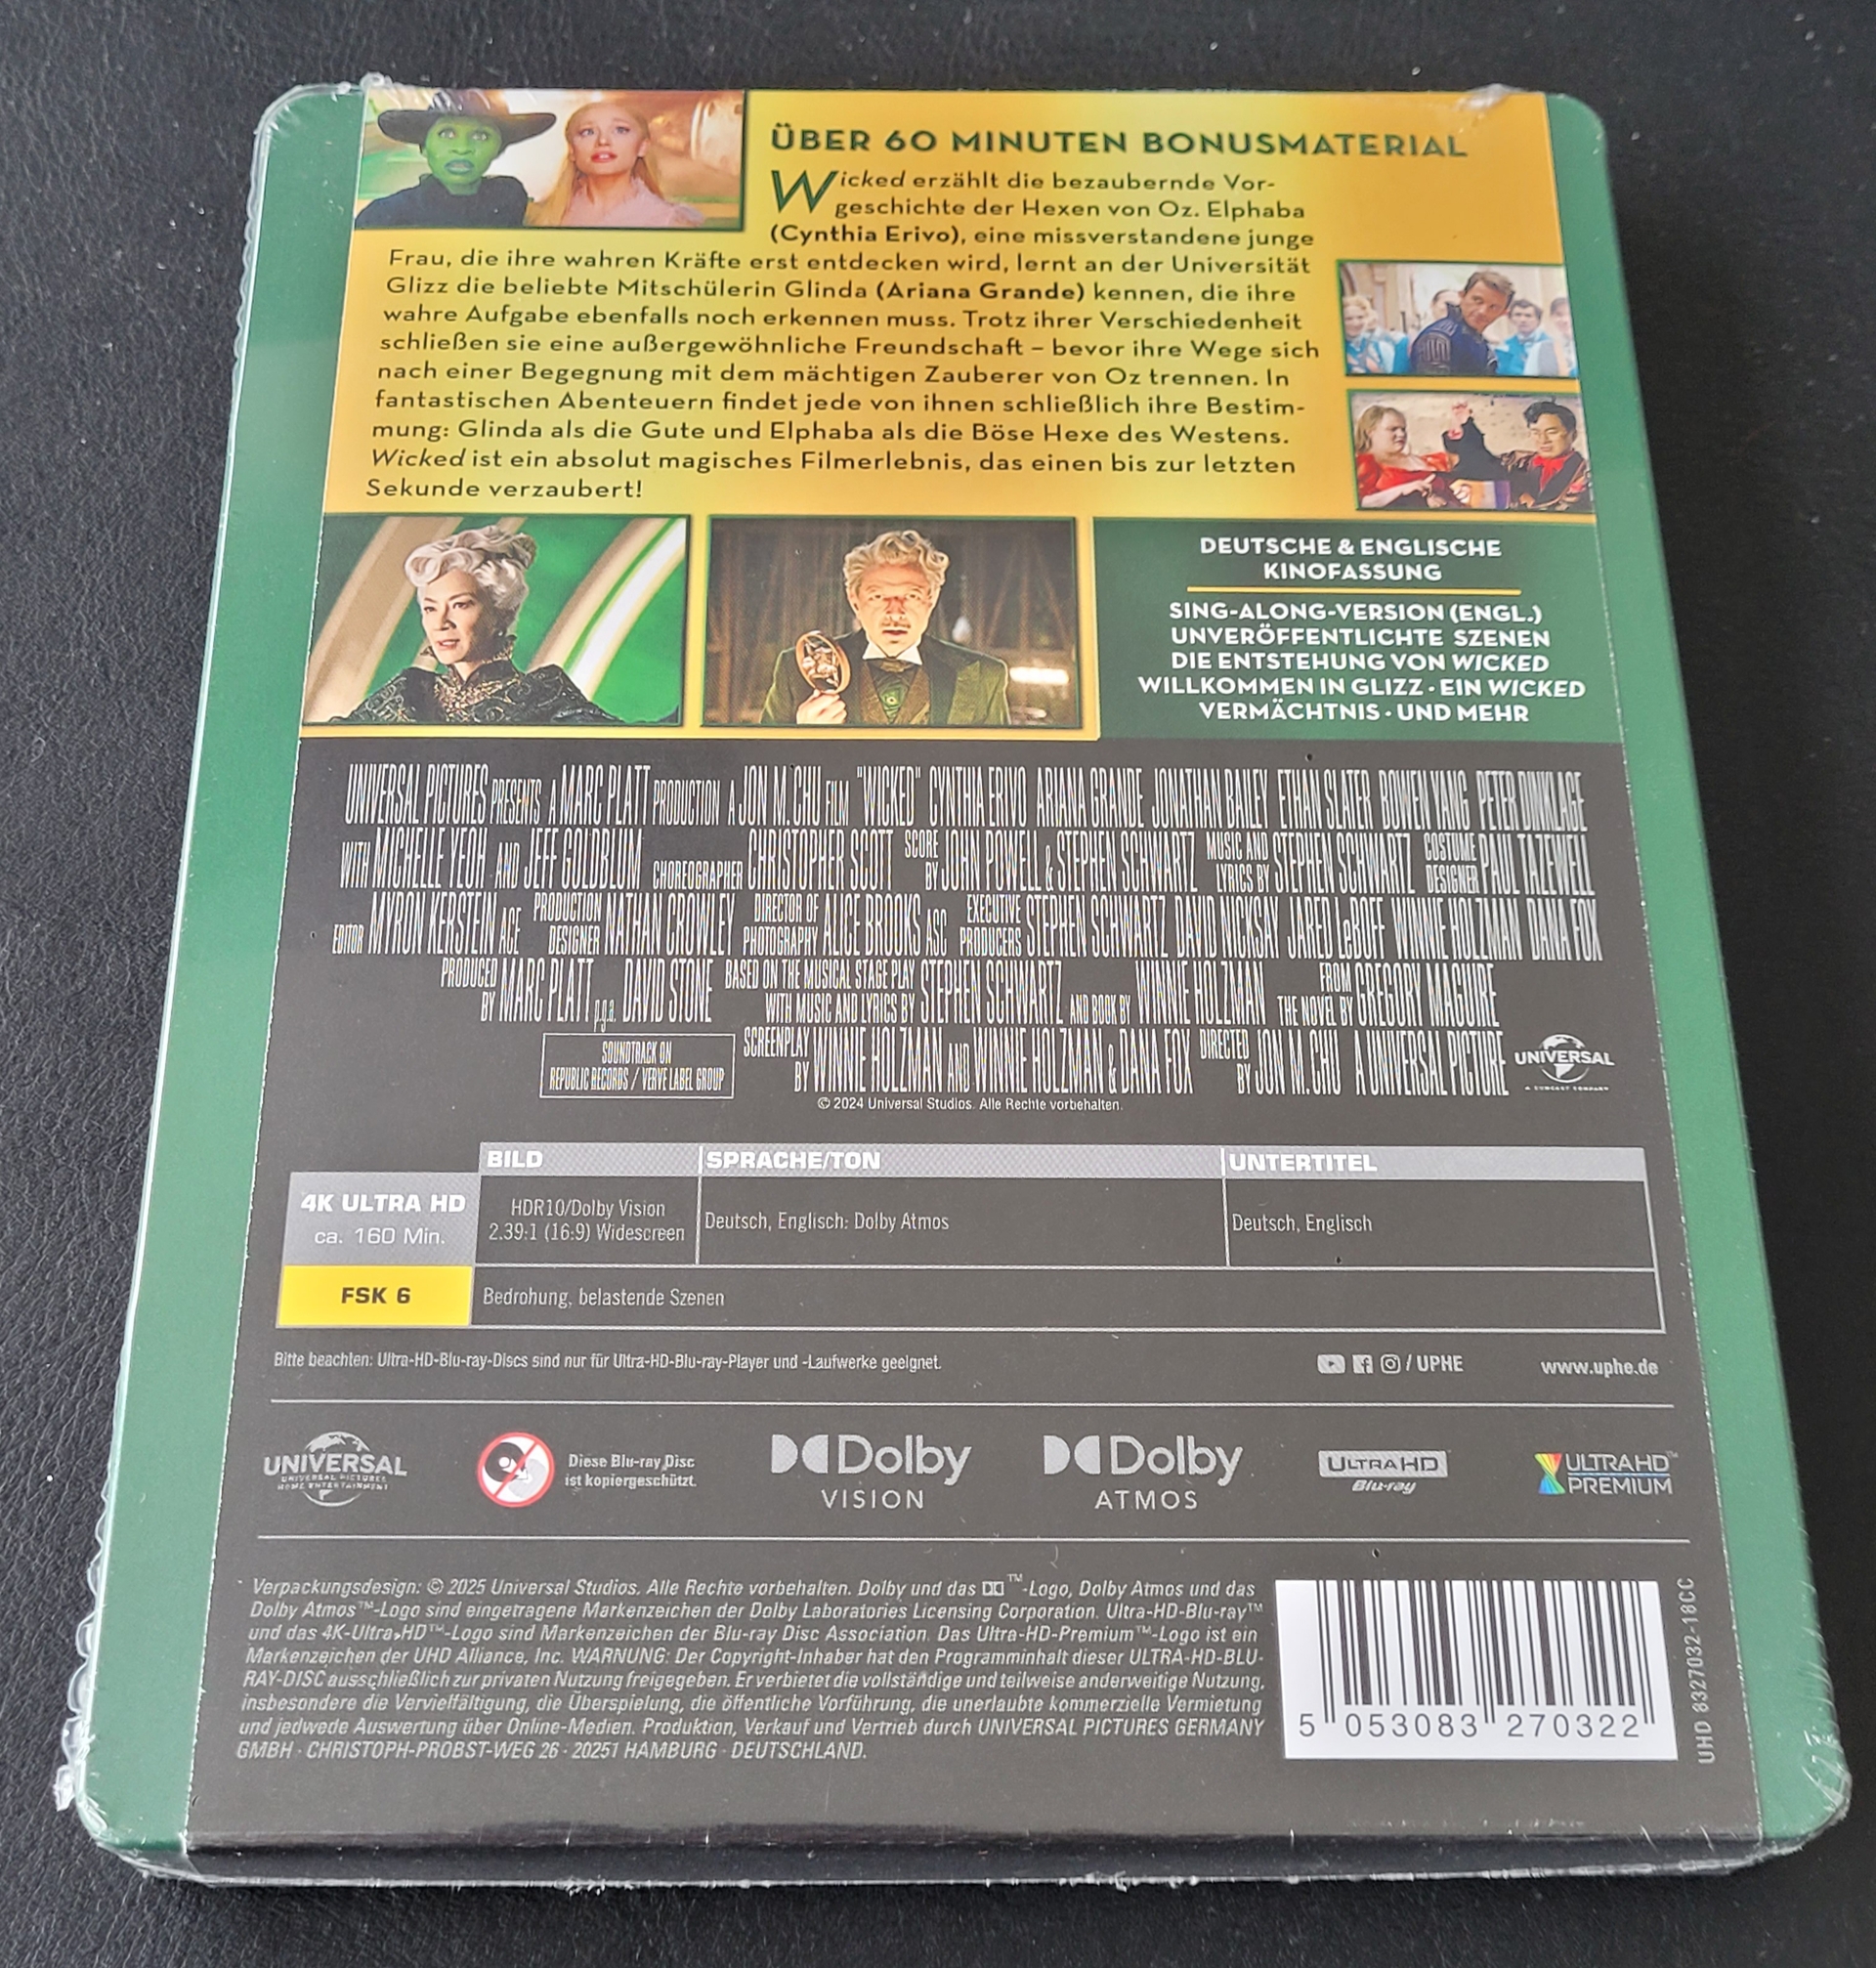 ÜBER 60 MINUTEN BONUSMATERIAL
Wicked erzählt die bezaubernde Vor-
geschichte der Hexen von Oz. Elphaba
(Cynthia Erivo), eine missverstandene junge
Frau, die ihre wahren Kräfte erst entdecken wird, lernt an der Universität
Glizz die beliebte Mitschülerin Glinda (Ariana Grande) kennen, die ihre
wahre Aufgabe ebenfalls noch erkennen muss. Trotz ihrer Verschiedenheit
schließen sie eine außergewöhnliche Freundschaft – bevor ihre Wege sich
nach einer Begegnung mit dem mächtigen Zauberer von Oz trennen. In
fantastischen Abenteuern findet jede von ihnen schließlich ihre Bestim-
mung: Glinda als die Gute und Elphaba als die Böse Hexe des Westens.
Wicked ist ein absolut magisches Filmerlebnis, das einen bis zur letzten
Sekunde verzaubert!
DEUTSCHE & ENGLISCHE
KINOFASSUNG
SING-ALONG-VERSION (ENGL.)
UNVERÖFFENTLICHTE SZENEN
DIE ENTSTEHUNG VON WICKED
WILLKOMMEN IN GLIZZ · EIN WICKED
VERMÄCHTNIS · UND MEHR
UNIVERSAL PICTURES PRESENTS A MARC PLATT PRODUCTION A JON M. CHU FILM "WICKED" CYNTHIA ERIVO ARIANA GRANDE JONATHAN BAILEY ETHAN SLATER BOWEN YANG PETER DINKLAGE
WITH MICHELLE YEOH AND JEFF GOLDBLUM CHOREOGRAPHER CHRISTOPHER SCOTT SCORE BY JOHN POWELL & STEPHEN SCHWARTZ MUSIC AND LYRICS BY STEPHEN SCHWARTZ COSTUME DESIGNER PAUL TAZEWELL
EDITOR MYRON KERSTEIN ACE PRODUCTION DESIGNER NATHAN CROWLEY DIRECTOR OF PHOTOGRAPHY ALICE BROOKS ASC EXECUTIVE PRODUCERS STEPHEN SCHWARTZ DAVID NICKSAY JARED LeBOFF WINNIE HOLZMAN DANA FOX
PRODUCED BY MARC PLATT p.g.a. DAVID STONE BASED ON THE MUSICAL STAGE PLAY WITH MUSIC AND LYRICS BY STEPHEN SCHWARTZ AND BOOK BY WINNIE HOLZMAN FROM THE NOVEL BY GREGORY MAGUIRE
SOUNDTRACK ON
REPUBLIC RECORDS / VERVE LABEL GROUP
SCREENPLAY BY WINNIE HOLZMAN AND WINNIE HOLZMAN & DANA FOX DIRECTED BY JON M. CHU A UNIVERSAL PICTURE
UNIVERSAL
A COMCAST COMPANY
© 2024 Universal Studios. Alle Rechte vorbehalten.
BILD SPRACHE/TON UNTERTITEL
4K ULTRA HD
ca. 160 Min.
HDR10/Dolby Vision
2.39:1 (16:9) Widescreen
Deutsch, Englisch: Dolby Atmos
Deutsch, Englisch
FSK 6 Bedrohung, belastende Szenen
Bitte beachten: Ultra-HD-Blu-ray-Discs sind nur für Ultra-HD-Blu-ray-Player und -Laufwerke geeignet.
/ UPHE www.uphe.de
UNIVERSAL
UNIVERSAL PICTURES
HOME ENTERTAINMENT
Diese Blu-ray Disc
ist kopiergeschützt.
Dolby
VISION
Dolby
ATMOS
ULTRA HD
Blu-ray
ULTRA HD™
PREMIUM
Verpackungsdesign: © 2025 Universal Studios. Alle Rechte vorbehalten. Dolby und das ™-Logo, Dolby Atmos und das
Dolby Atmos™-Logo sind eingetragene Markenzeichen der Dolby Laboratories Licensing Corporation. Ultra-HD-Blu-ray™
und das 4K-Ultra-HD™-Logo sind Markenzeichen der Blu-ray Disc Association. Das Ultra-HD-Premium™-Logo ist ein
Markenzeichen der UHD Alliance, Inc. WARNUNG: Der Copyright-Inhaber hat den Programminhalt dieser ULTRA-HD-BLU-
RAY-DISC ausschließlich zur privaten Nutzung freigegeben. Er verbietet die vollständige und teilweise anderweitige Nutzung,
insbesondere die Vervielfältigung, die Überspielung, die öffentliche Vorführung, die unerlaubte kommerzielle Vermietung
und jedwede Auswertung über Online-Medien. Produktion, Verkauf und Vertrieb durch UNIVERSAL PICTURES GERMANY
GMBH · CHRISTOPH-PROBST-WEG 26 · 20251 HAMBURG · DEUTSCHLAND.
5 053083 270322
UHD 8327032-18CC